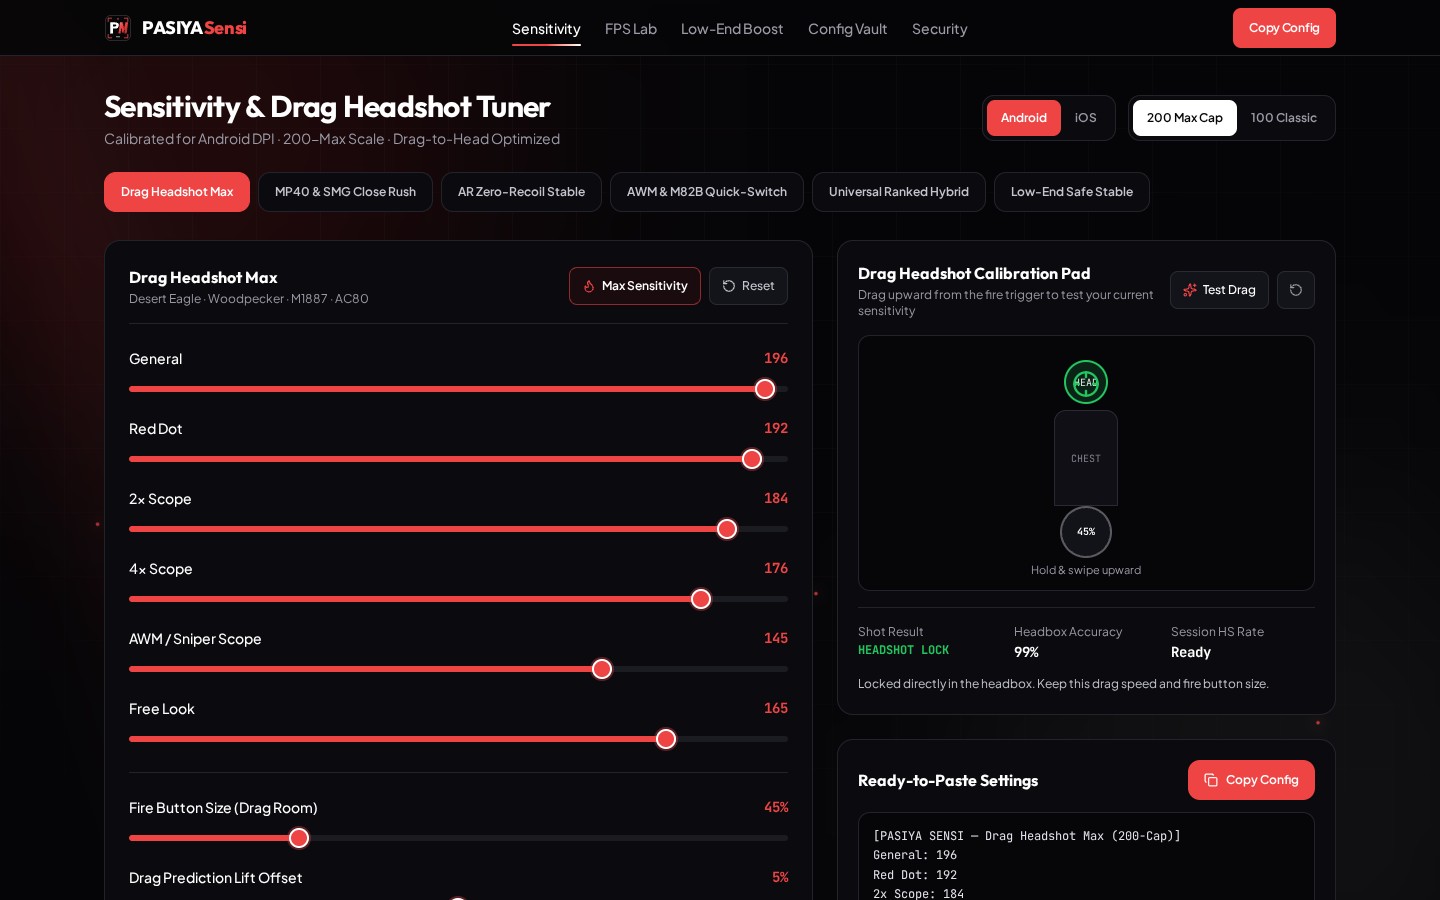 PM PASIYA Sensi
Sensitivity FPS Lab Low-End Boost Config Vault Security
Copy Config
Sensitivity & Drag Headshot Tuner
Calibrated for Android DPI · 200–Max Scale · Drag-to-Head Optimized
Android iOS
200 Max Cap 100 Classic
Drag Headshot Max MP40 & SMG Close Rush AR Zero-Recoil Stable AWM & M82B Quick-Switch Universal Ranked Hybrid Low-End Safe Stable
Drag Headshot Max
Desert Eagle · Woodpecker · M1887 · AC80
Max Sensitivity Reset
General 196
Red Dot 192
2× Scope 184
4× Scope 176
AWM / Sniper Scope 145
Free Look 165
Fire Button Size (Drag Room) 45%
Drag Prediction Lift Offset 5%
Drag Headshot Calibration Pad
Drag upward from the fire trigger to test your current
sensitivity
Test Drag
HEAD
CHEST
45%
Hold & swipe upward
Shot Result Headbox Accuracy Session HS Rate
HEADSHOT LOCK 99% Ready
Locked directly in the headbox. Keep this drag speed and fire button size.
Ready-to-Paste Settings
Copy Config
[PASIYA SENSI — Drag Headshot Max (200-Cap)]
General: 196
Red Dot: 192
2x Scope: 184